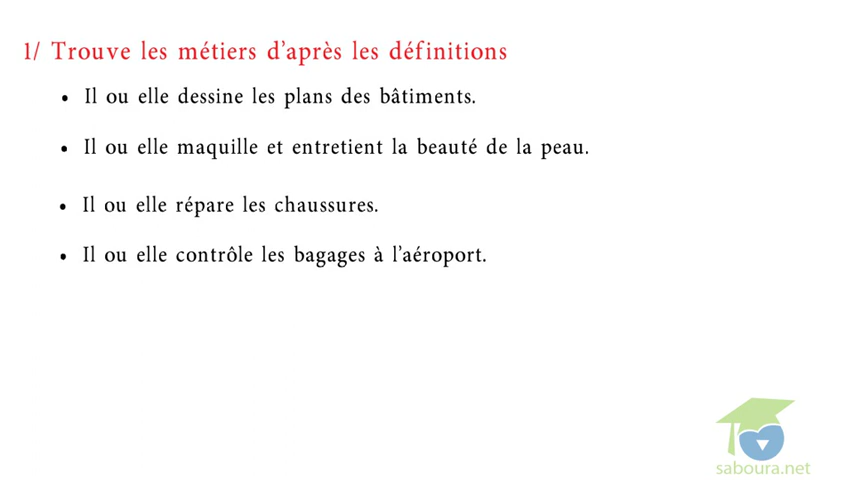 1/ Trouve les métiers d’après les définitions
• Il ou elle dessine les plans des bâtiments.
• Il ou elle maquille et entretient la beauté de la peau.
• Il ou elle répare les chaussures.
• Il ou elle contrôle les bagages à l’aéroport.
saboura.net